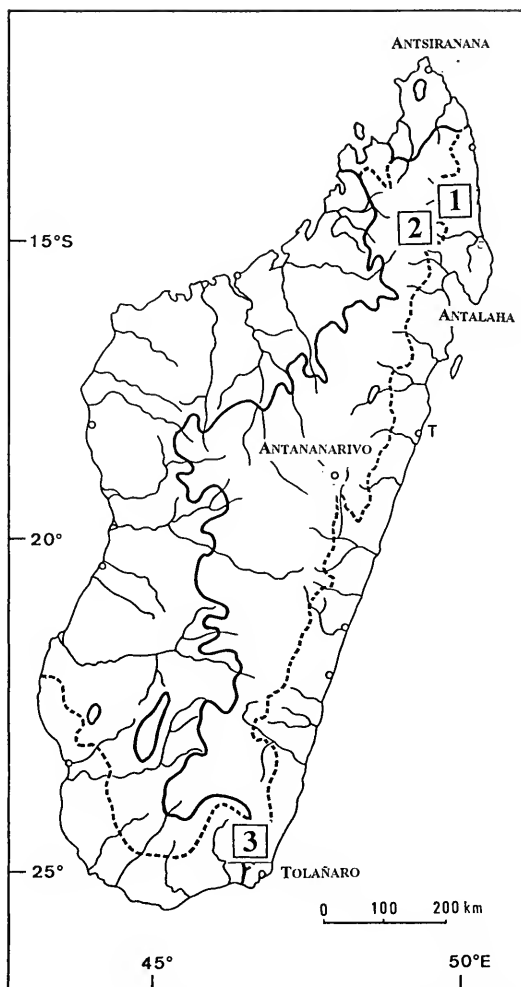 ANTSIRANANA
1
2
15°S
ANTALAHA
T
ANTANANARIVO
20°
3
25°
TOLAÑARO
0 100 200 km
45° 50°E